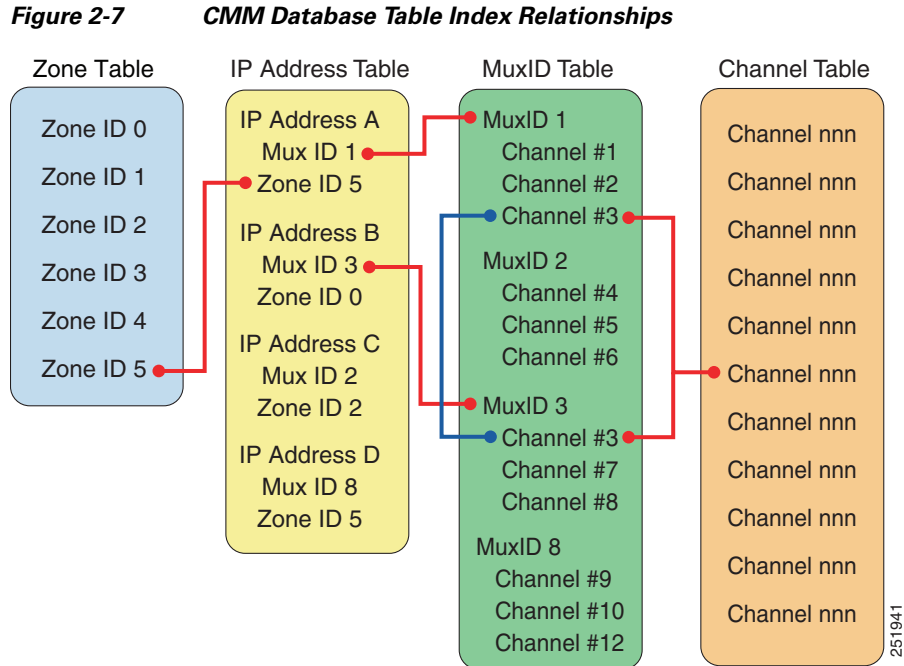 Figure 2-7 CMM Database Table Index Relationships
Zone Table
Zone ID 0
Zone ID 1
Zone ID 2
Zone ID 3
Zone ID 4
Zone ID 5
IP Address Table
IP Address A
Mux ID 1
Zone ID 5
IP Address B
Mux ID 3
Zone ID 0
IP Address C
Mux ID 2
Zone ID 2
IP Address D
Mux ID 8
Zone ID 5
MuxID Table
MuxID 1
Channel #1
Channel #2
Channel #3
MuxID 2
Channel #4
Channel #5
Channel #6
MuxID 3
Channel #3
Channel #7
Channel #8
MuxID 8
Channel #9
Channel #10
Channel #12
Channel Table
Channel nnn
Channel nnn
Channel nnn
Channel nnn
Channel nnn
Channel nnn
Channel nnn
Channel nnn
Channel nnn
Channel nnn
Channel nnn
251941